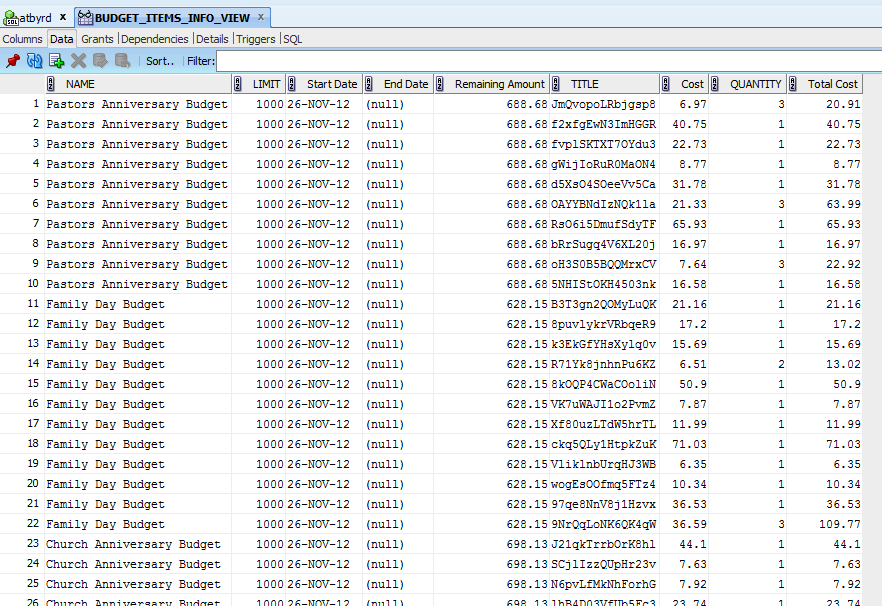 atbyrd x BUDGET_ITEMS_INFO_VIEW x
Columns Data Grants Dependencies Details Triggers SQL
Sort.. Filter:
NAME LIMIT Start Date End Date Remaining Amount TITLE Cost QUANTITY Total Cost
1 Pastors Anniversary Budget 1000 26-NOV-12 (null) 688.68 JmQvopoLRbjgsp8 6.97 3 20.91
2 Pastors Anniversary Budget 1000 26-NOV-12 (null) 688.68 f2xfgEwN3ImHGGR 40.75 1 40.75
3 Pastors Anniversary Budget 1000 26-NOV-12 (null) 688.68 fvplSKTXT7OYdu3 22.73 1 22.73
4 Pastors Anniversary Budget 1000 26-NOV-12 (null) 688.68 gWijIoRuR0MaON4 8.77 1 8.77
5 Pastors Anniversary Budget 1000 26-NOV-12 (null) 688.68 d5XsO4SOeeVv5Ca 31.78 1 31.78
6 Pastors Anniversary Budget 1000 26-NOV-12 (null) 688.68 OAYYBNdIzNQk1la 21.33 3 63.99
7 Pastors Anniversary Budget 1000 26-NOV-12 (null) 688.68 RsO6i5DmufSdyTF 65.93 1 65.93
8 Pastors Anniversary Budget 1000 26-NOV-12 (null) 688.68 bRrSugq4V6XL20j 16.97 1 16.97
9 Pastors Anniversary Budget 1000 26-NOV-12 (null) 688.68 oH3S0B5BQQMrxCV 7.64 3 22.92
10 Pastors Anniversary Budget 1000 26-NOV-12 (null) 688.68 5NHIStOKH4503nk 16.58 1 16.58
11 Family Day Budget 1000 26-NOV-12 (null) 628.15 B3T3gn2QOMyLuQK 21.16 1 21.16
12 Family Day Budget 1000 26-NOV-12 (null) 628.15 8puvlykrVRbqeR9 17.2 1 17.2
13 Family Day Budget 1000 26-NOV-12 (null) 628.15 k3EkGfYHsXylq0v 15.69 1 15.69
14 Family Day Budget 1000 26-NOV-12 (null) 628.15 R71Yk8jnhnPu6KZ 6.51 2 13.02
15 Family Day Budget 1000 26-NOV-12 (null) 628.15 8kOQP4CWaCOoliN 50.9 1 50.9
16 Family Day Budget 1000 26-NOV-12 (null) 628.15 VK7uWAJI1o2PvmZ 7.87 1 7.87
17 Family Day Budget 1000 26-NOV-12 (null) 628.15 Xf80uzLTdW5hrTL 11.99 1 11.99
18 Family Day Budget 1000 26-NOV-12 (null) 628.15 ckq5QLy1HtpkZuK 71.03 1 71.03
19 Family Day Budget 1000 26-NOV-12 (null) 628.15 VliklnbUrqHJ3WB 6.35 1 6.35
20 Family Day Budget 1000 26-NOV-12 (null) 628.15 wogEsOOfmq5FTz4 10.34 1 10.34
21 Family Day Budget 1000 26-NOV-12 (null) 628.15 97qe8NnV8j1Hzvx 36.53 1 36.53
22 Family Day Budget 1000 26-NOV-12 (null) 628.15 9NrQqLoNK6QK4qW 36.59 3 109.77
23 Church Anniversary Budget 1000 26-NOV-12 (null) 698.13 J21qkTrrbOrK8hl 44.1 1 44.1
24 Church Anniversary Budget 1000 26-NOV-12 (null) 698.13 SCjlIzzQUpHr23v 7.63 1 7.63
25 Church Anniversary Budget 1000 26-NOV-12 (null) 698.13 N6pvLfMkNhForhG 7.92 1 7.92
26 Church Anniversary Budget 1000 26-NOV-12 (null) 698.13 23.74 1 23.74